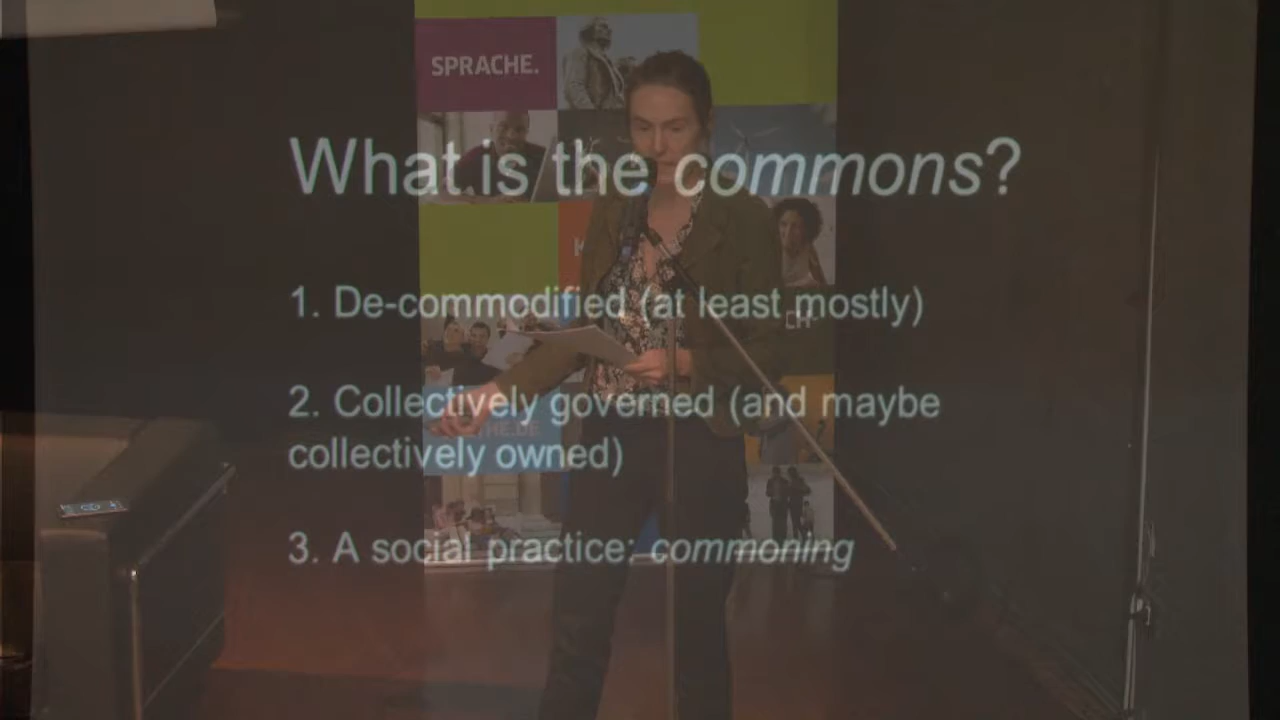 SPRACHE.
What is the commons?
1. De-commodified (at least mostly)
2. Collectively governed (and maybe
collectively owned)
3. A social practice: commoning